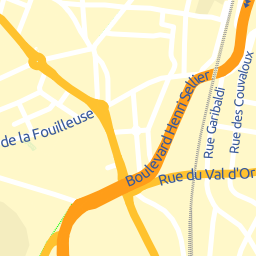 de la Fouilleuse
Boulevard Henri Sellier
Rue Garibaldi
Rue des Couvaloux
Rue du Val d'Or